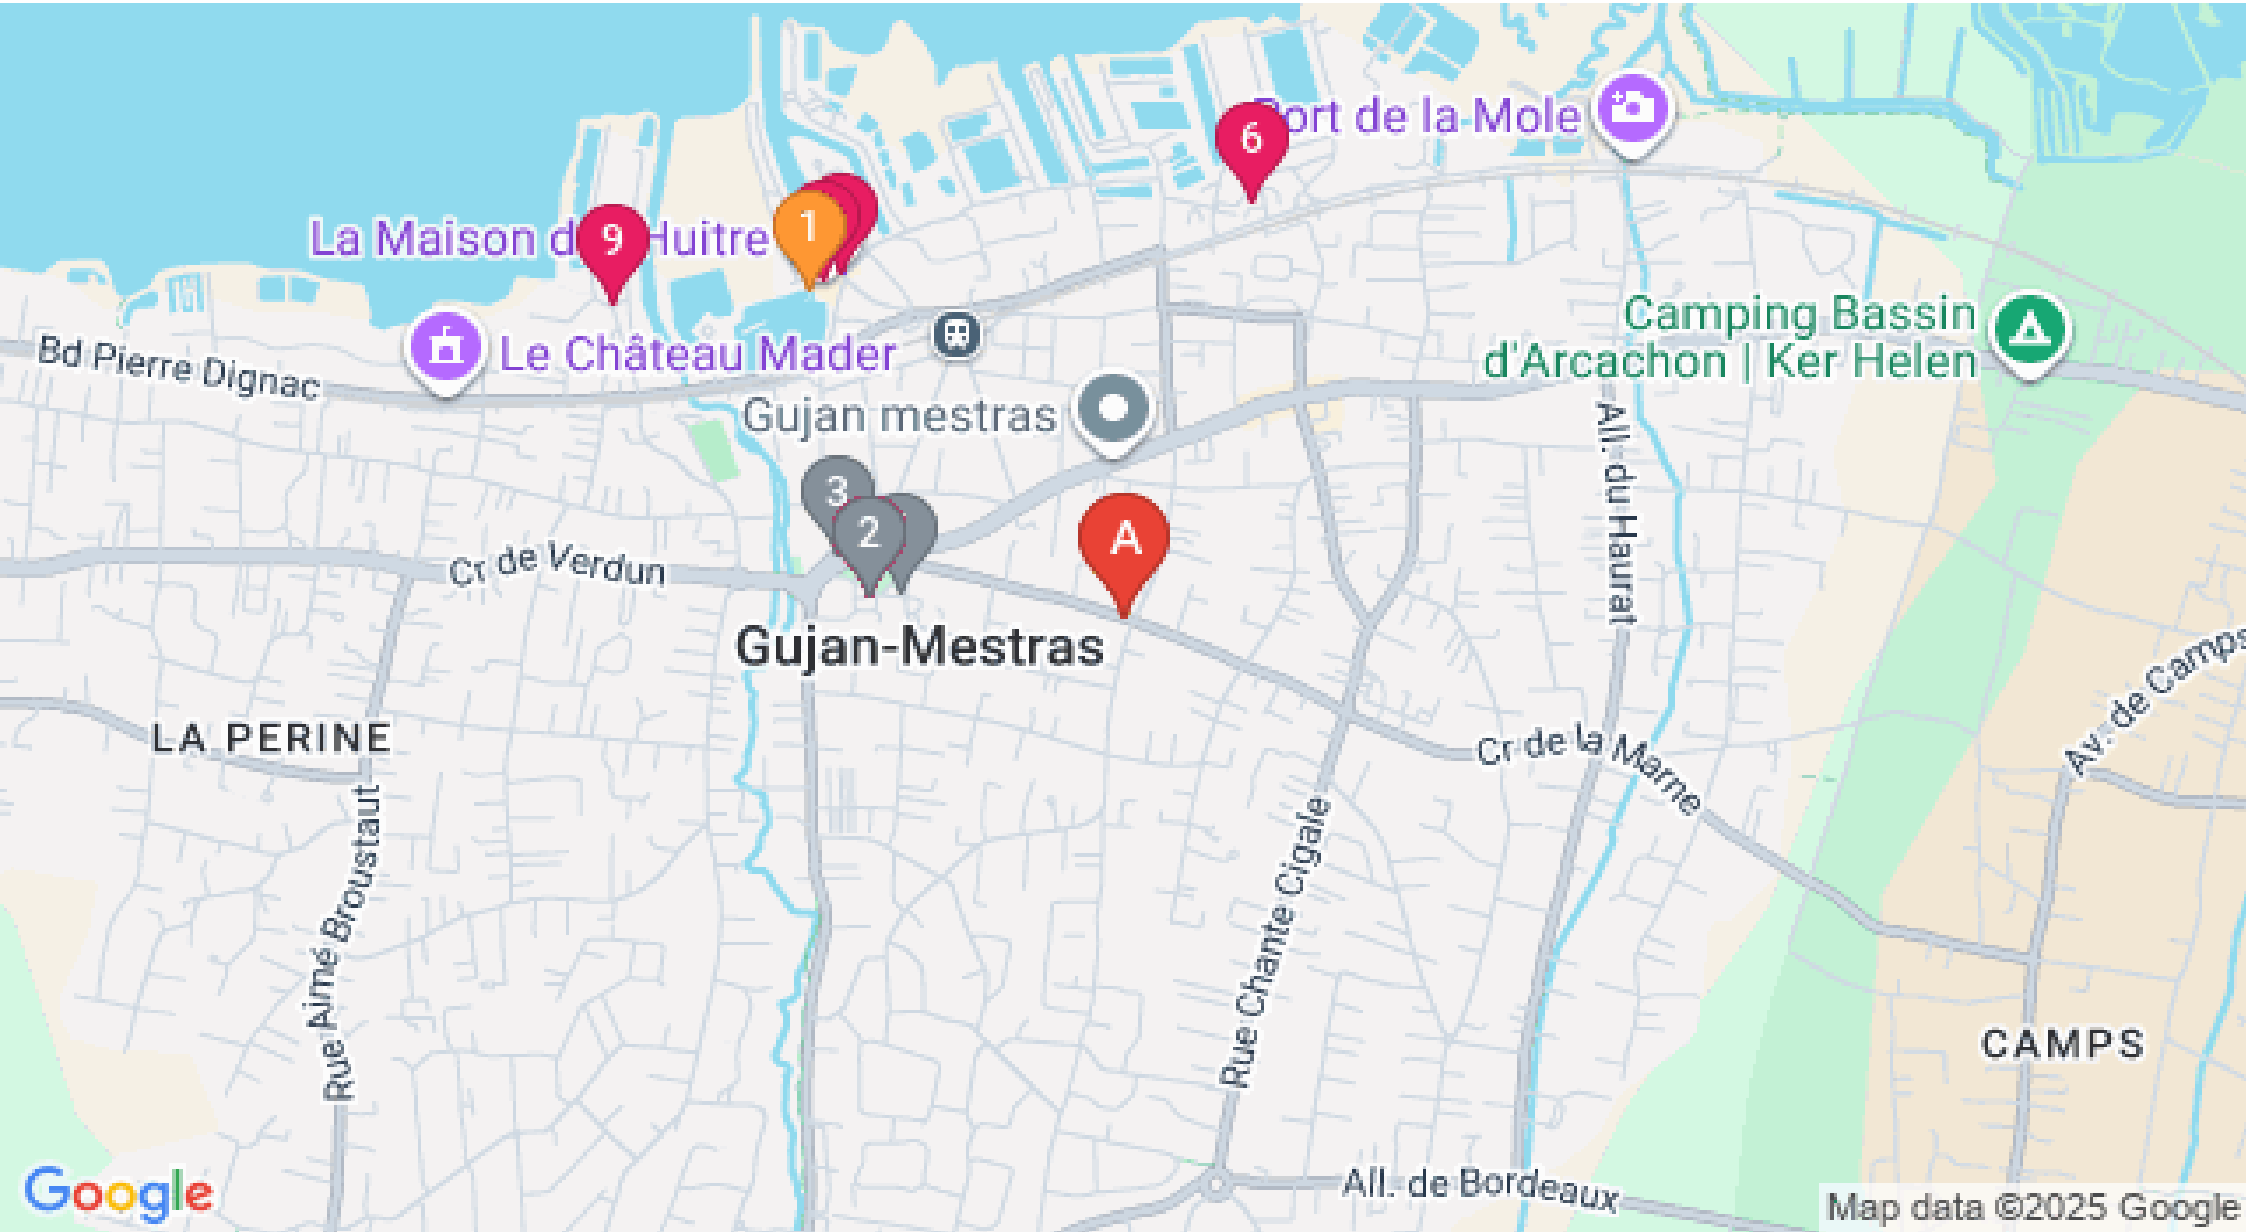 6
Port de la Mole
1
La Maison d
9
Huitre
Camping Bassin
d'Arcachon | Ker Helen
Bd Pierre Dignac
Le Château Mader
Gujan mestras
All. du Haurat
3
2
A
Cr de Verdun
Gujan-Mestras
Av. de Camps
LA PERINE
Cr de la Marne
Rue Aimé Broustaut
Rue Chante Cigale
CAMPS
All. de Bordeaux
Google
Map data ©2025 Google